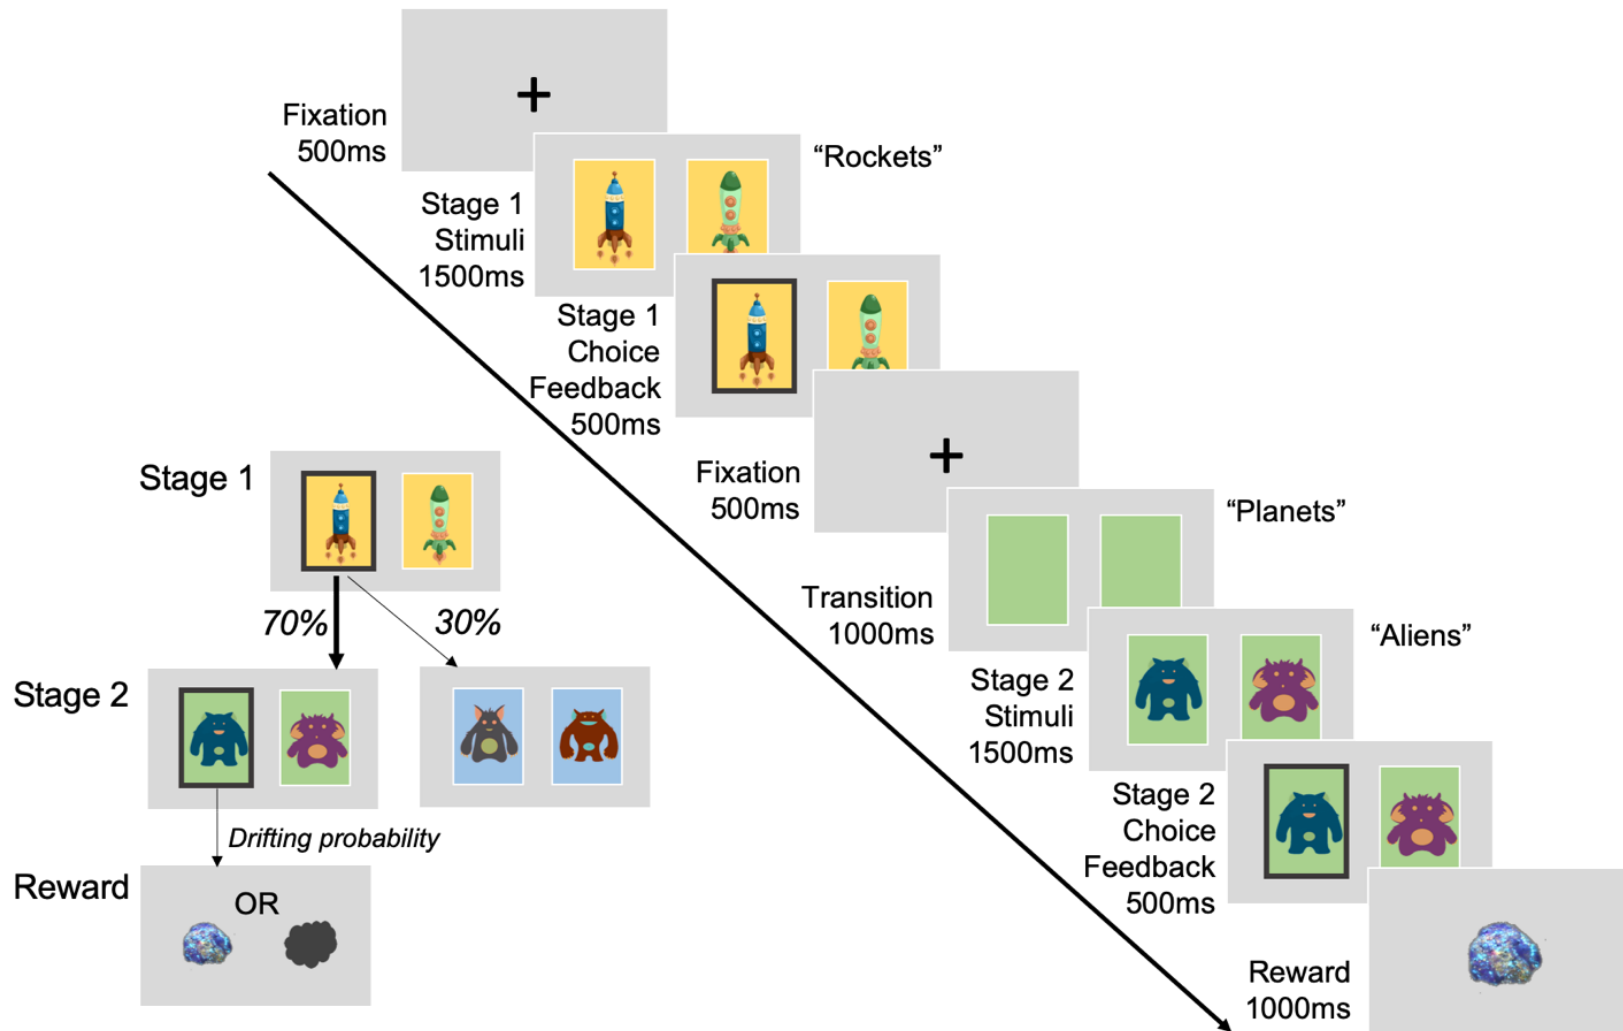 Fixation
500ms
“Rockets”
Stage 1
Stimuli
1500ms
Stage 1
Choice
Feedback
500ms
Fixation
500ms
“Planets”
Transition
1000ms
“Aliens”
Stage 2
Stimuli
1500ms
Stage 2
Choice
Feedback
500ms
Reward
1000ms
Stage 1
70%
30%
Stage 2
Drifting probability
Reward
OR